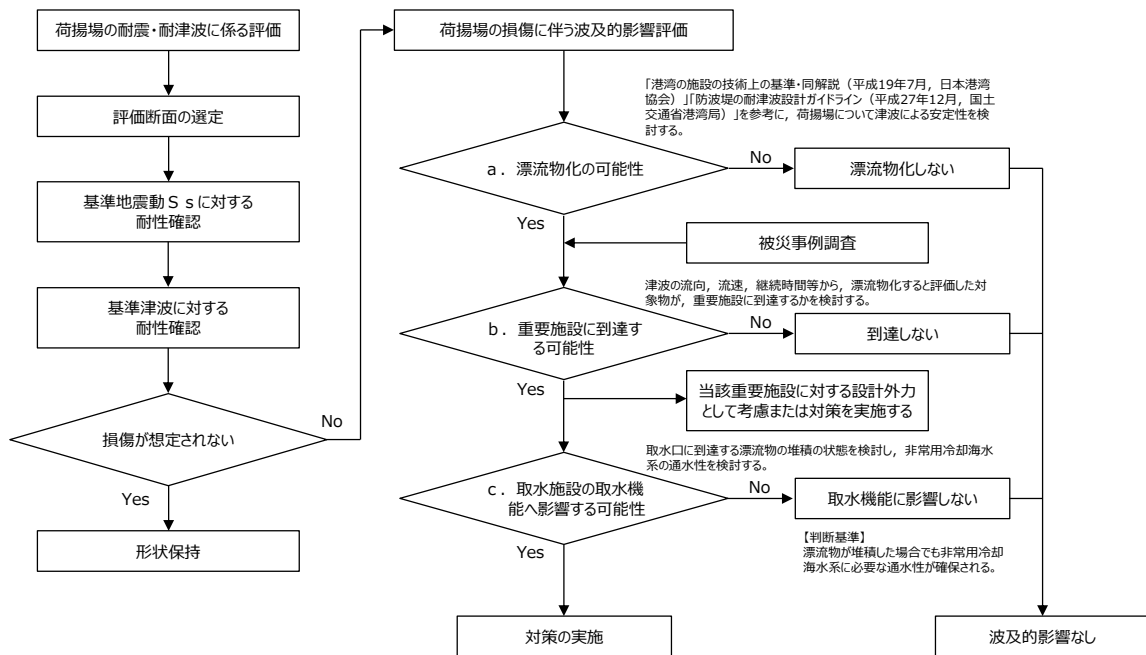 荷揚場の耐震・耐津波に係る評価
評価断面の選定
基準地震動Ｓｓに対する
耐性確認
基準津波に対する
耐性確認
損傷が想定されない
No
Yes
形状保持
荷揚場の損傷に伴う波及的影響評価
「港湾の施設の技術上の基準・同解説（平成19年7月，日本港湾
協会）」「防波堤の耐津波設計ガイドライン（平成27年12月，国土
交通省港湾局）」を参考に，荷揚場について津波による安定性を検
討する。
ａ．漂流物化の可能性
No
漂流物化しない
Yes
被災事例調査
津波の流向，流速，継続時間等から，漂流物化すると評価した対
象物が，重要施設に到達するかを検討する。
ｂ．重要施設に到達す
る可能性
No
到達しない
Yes
当該重要施設に対する設計外力
として考慮または対策を実施する
取水口に到達する漂流物の堆積の状態を検討し，非常用冷却海水
系の通水性を検討する。
ｃ．取水施設の取水機
能へ影響する可能性
No
取水機能に影響しない
Yes
【判断基準】
漂流物が堆積した場合でも非常用冷却
海水系に必要な通水性が確保される。
対策の実施
波及的影響なし